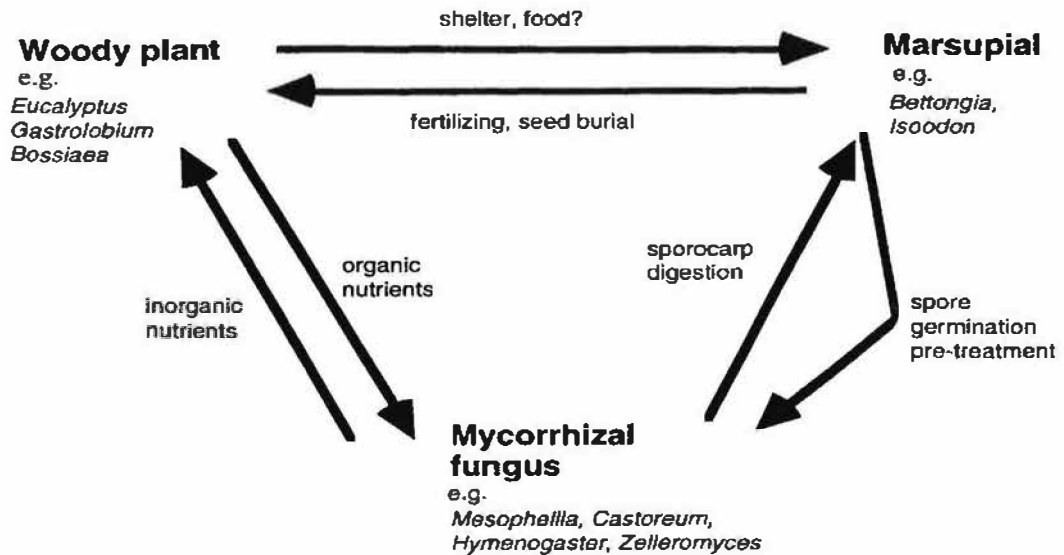 shelter, food?
Woody plant
e.g.
Eucalyptus
Gastrolobium
Bossiaea
Marsupial
e.g.
Bettongia,
Isoodon
fertilizing, seed burial
inorganic
nutrients
organic
nutrients
sporocarp
digestion
spore
germination
pre-treatment
Mycorrhizal
fungus
e.g.
Mesophellia, Castoreum,
Hymenogaster, Zelleromyces